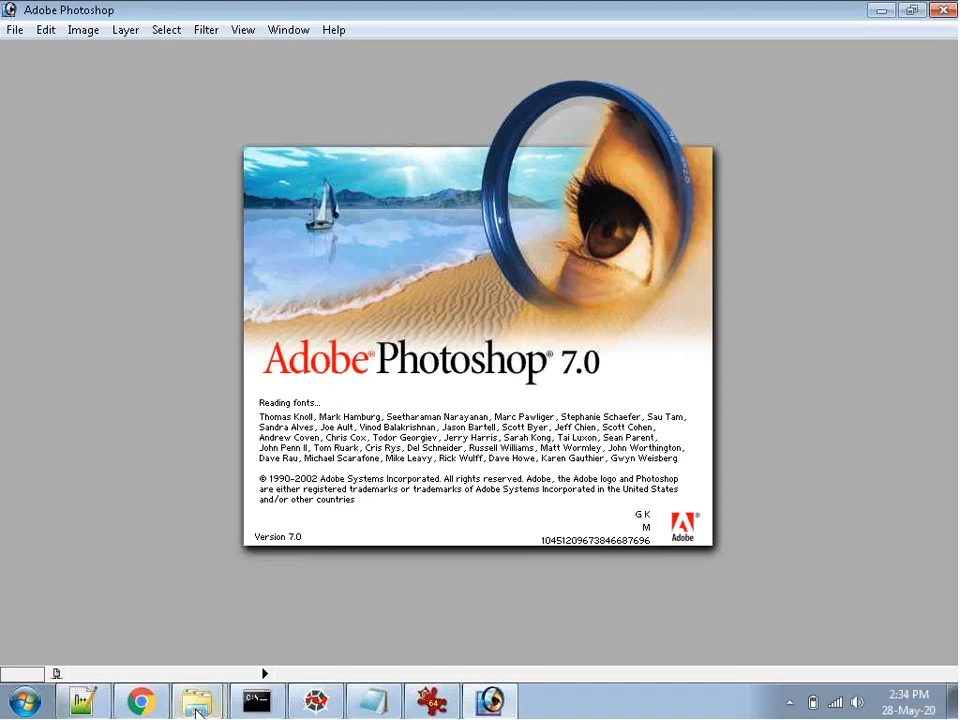 Adobe Photoshop
File Edit Image Layer Select Filter View Window Help
Adobe® Photoshop® 7.0
Reading fonts...
Thomas Knoll, Mark Hamburg, Seetharaman Narayanan, Marc Pawliger, Stephanie Schaefer, Sau Tam,
Sandra Alves, Joe Ault, Vinod Balakrishnan, Jason Bartell, Scott Byer, Jeff Chien, Scott Cohen,
Andrew Coven, Chris Cox, Todor Georgiev, Jerry Harris, Sarah Kong, Tai Luxon, Sean Parent,
John Penn II, Tom Ruark, Cris Rys, Del Schneider, Russell Williams, Matt Wormley, John Worthington,
Dave Rau, Michael Scarafone, Mike Leavy, Rick Wulff, Dave Howe, Karen Gauthier, Gwyn Weisberg
© 1990-2002 Adobe Systems Incorporated. All rights reserved. Adobe, the Adobe logo and Photoshop
are either registered trademarks or trademarks of Adobe Systems Incorporated in the United States
and/or other countries
G K
M
10451209673846687696
Adobe
Version 7.0
C:\_
64
2:34 PM
28-May-20